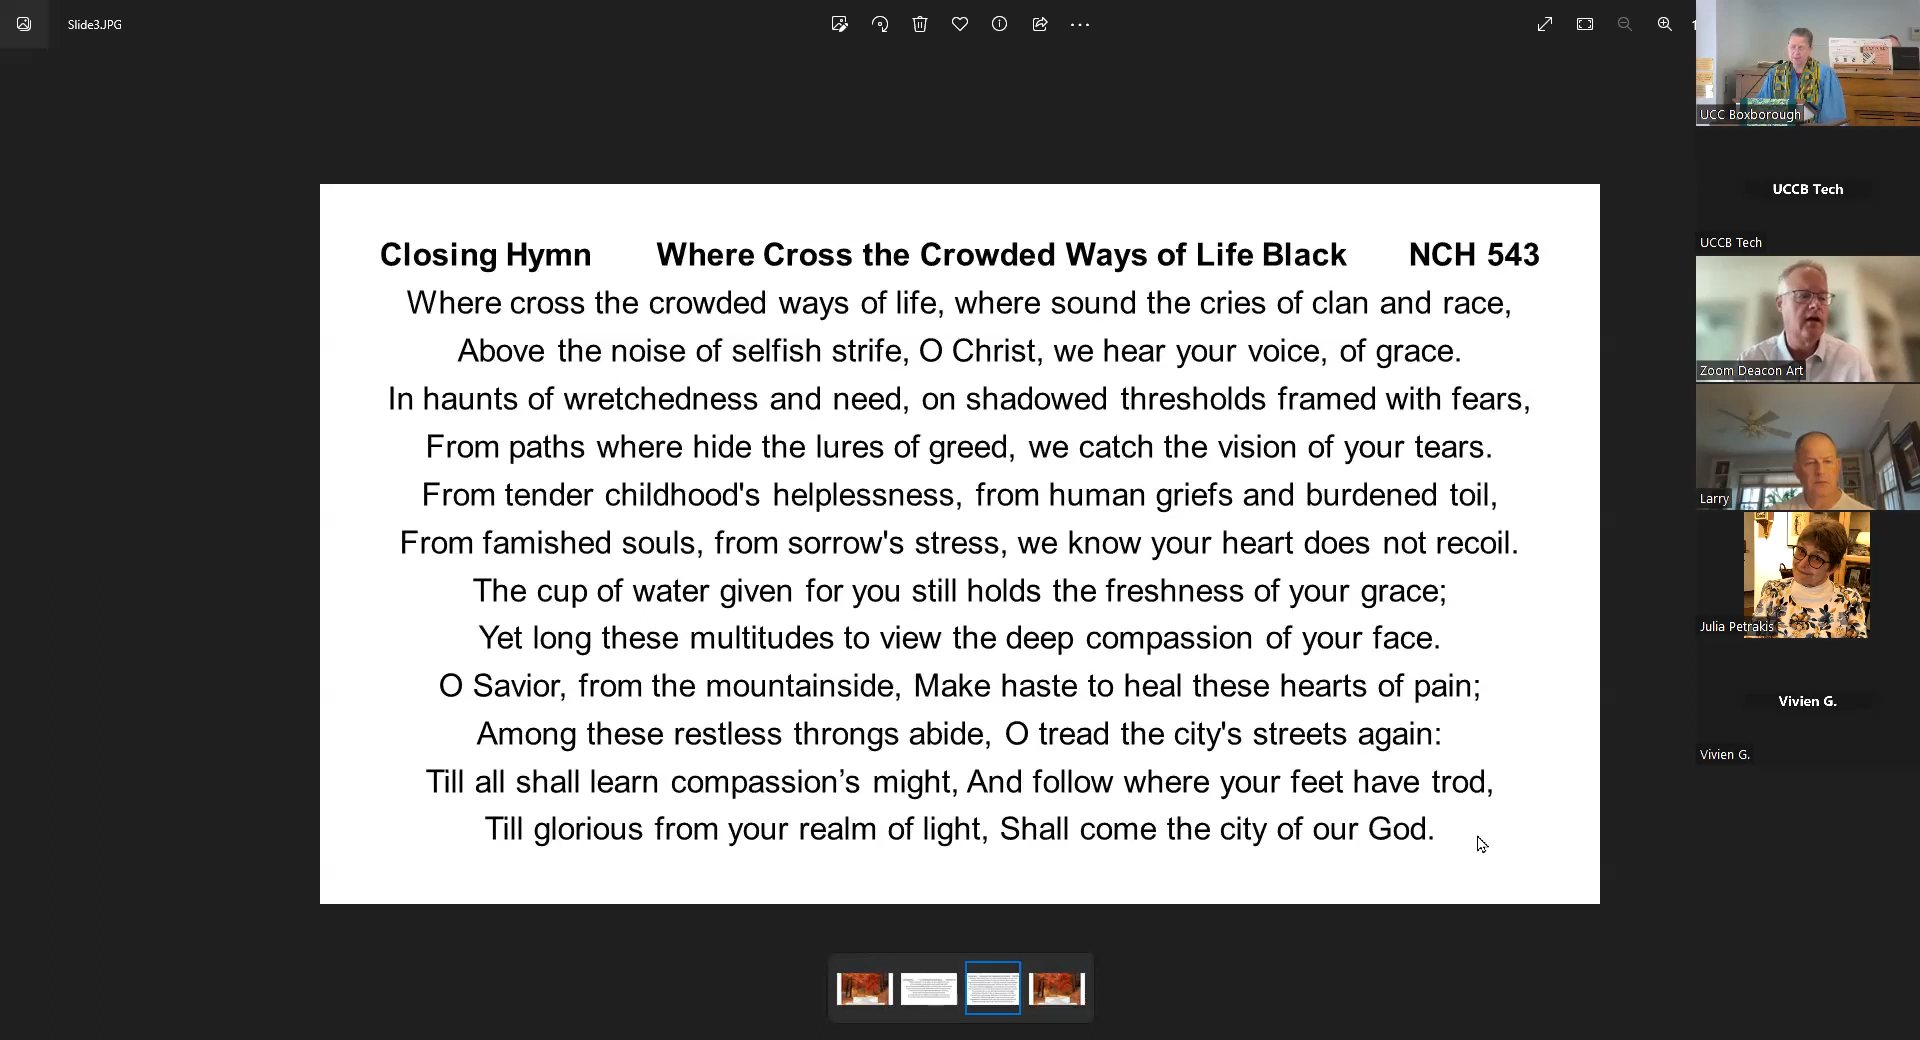 Slide3.JPG
Closing Hymn Where Cross the Crowded Ways of Life Black NCH 543
Where cross the crowded ways of life, where sound the cries of clan and race,
Above the noise of selfish strife, O Christ, we hear your voice, of grace.
In haunts of wretchedness and need, on shadowed thresholds framed with fears,
From paths where hide the lures of greed, we catch the vision of your tears.
From tender childhood's helplessness, from human griefs and burdened toil,
From famished souls, from sorrow's stress, we know your heart does not recoil.
The cup of water given for you still holds the freshness of your grace;
Yet long these multitudes to view the deep compassion of your face.
O Savior, from the mountainside, Make haste to heal these hearts of pain;
Among these restless throngs abide, O tread the city's streets again:
Till all shall learn compassion’s might, And follow where your feet have trod,
Till glorious from your realm of light, Shall come the city of our God.
UCC Boxborough
UCCB Tech
UCCB Tech
Zoom Deacon Art
Larry
Julia Petrakis
Vivien G.
Vivien G.